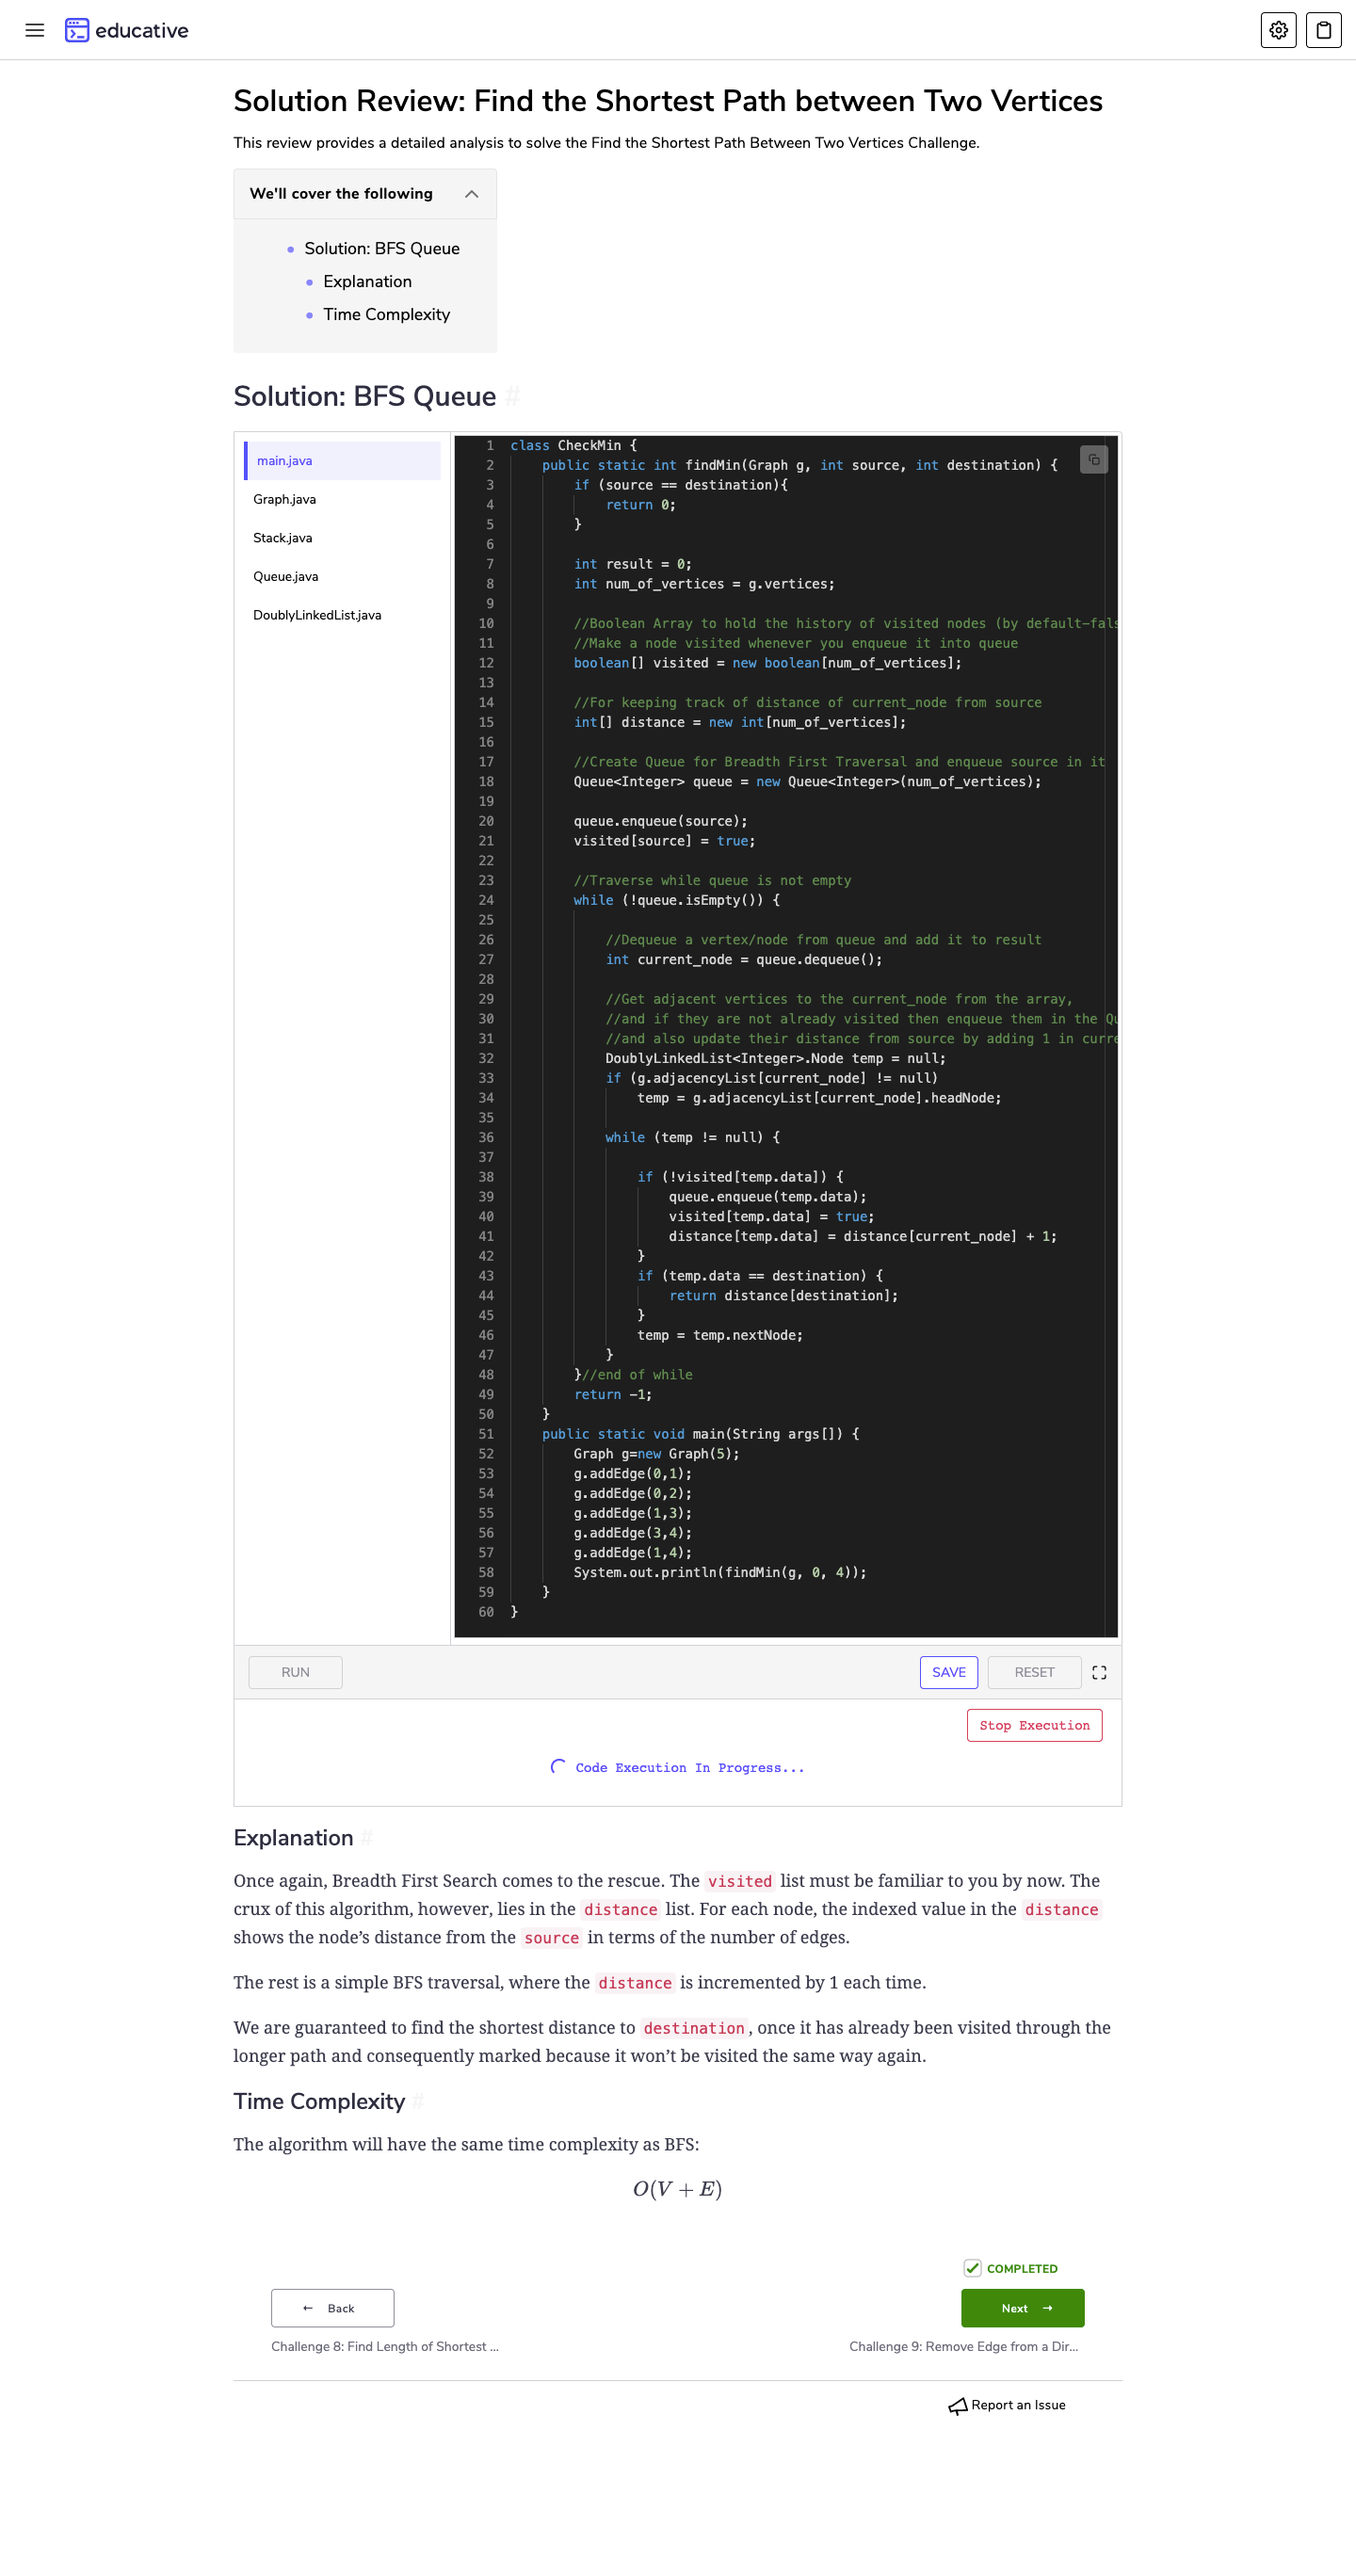 educative
Solution Review: Find the Shortest Path between Two Vertices
This review provides a detailed analysis to solve the Find the Shortest Path Between Two Vertices Challenge.
We'll cover the following
Solution: BFS Queue
Explanation
Time Complexity
Solution: BFS Queue #
main.java
Graph.java
Stack.java
Queue.java
DoublyLinkedList.java
1 class CheckMin {
2 public static int findMin(Graph g, int source, int destination) {
3 if (source == destination){
4 return 0;
5 }
6
7 int result = 0;
8 int num_of_vertices = g.vertices;
9
10 //Boolean Array to hold the history of visited nodes (by default-fals
11 //Make a node visited whenever you enqueue it into queue
12 boolean[] visited = new boolean[num_of_vertices];
13
14 //For keeping track of distance of current_node from source
15 int[] distance = new int[num_of_vertices];
16
17 //Create Queue for Breadth First Traversal and enqueue source in it
18 Queue<Integer> queue = new Queue<Integer>(num_of_vertices);
19
20 queue.enqueue(source);
21 visited[source] = true;
22
23 //Traverse while queue is not empty
24 while (!queue.isEmpty()) {
25
26 //Dequeue a vertex/node from queue and add it to result
27 int current_node = queue.dequeue();
28
29 //Get adjacent vertices to the current_node from the array,
30 //and if they are not already visited then enqueue them in the Qu
31 //and also update their distance from source by adding 1 in curre
32 DoublyLinkedList<Integer>.Node temp = null;
33 if (g.adjacencyList[current_node] != null)
34 temp = g.adjacencyList[current_node].headNode;
35
36 while (temp != null) {
37
38 if (!visited[temp.data]) {
39 queue.enqueue(temp.data);
40 visited[temp.data] = true;
41 distance[temp.data] = distance[current_node] + 1;
42 }
43 if (temp.data == destination) {
44 return distance[destination];
45 }
46 temp = temp.nextNode;
47 }
48 }//end of while
49 return -1;
50 }
51 public static void main(String args[]) {
52 Graph g=new Graph(5);
53 g.addEdge(0,1);
54 g.addEdge(0,2);
55 g.addEdge(1,3);
56 g.addEdge(3,4);
57 g.addEdge(1,4);
58 System.out.println(findMin(g, 0, 4));
59 }
60 }
RUN SAVE RESET
Stop Execution
Code Execution In Progress...
Explanation #
Once again, Breadth First Search comes to the rescue. The visited list must be familiar to you by now. The
crux of this algorithm, however, lies in the distance list. For each node, the indexed value in the distance
shows the node’s distance from the source in terms of the number of edges.
The rest is a simple BFS traversal, where the distance is incremented by 1 each time.
We are guaranteed to find the shortest distance to destination, once it has already been visited through the
longer path and consequently marked because it won’t be visited the same way again.
Time Complexity #
The algorithm will have the same time complexity as BFS:
O(V + E)
COMPLETED
← Back
Next →
Challenge 8: Find Length of Shortest ...
Challenge 9: Remove Edge from a Dir...
Report an Issue